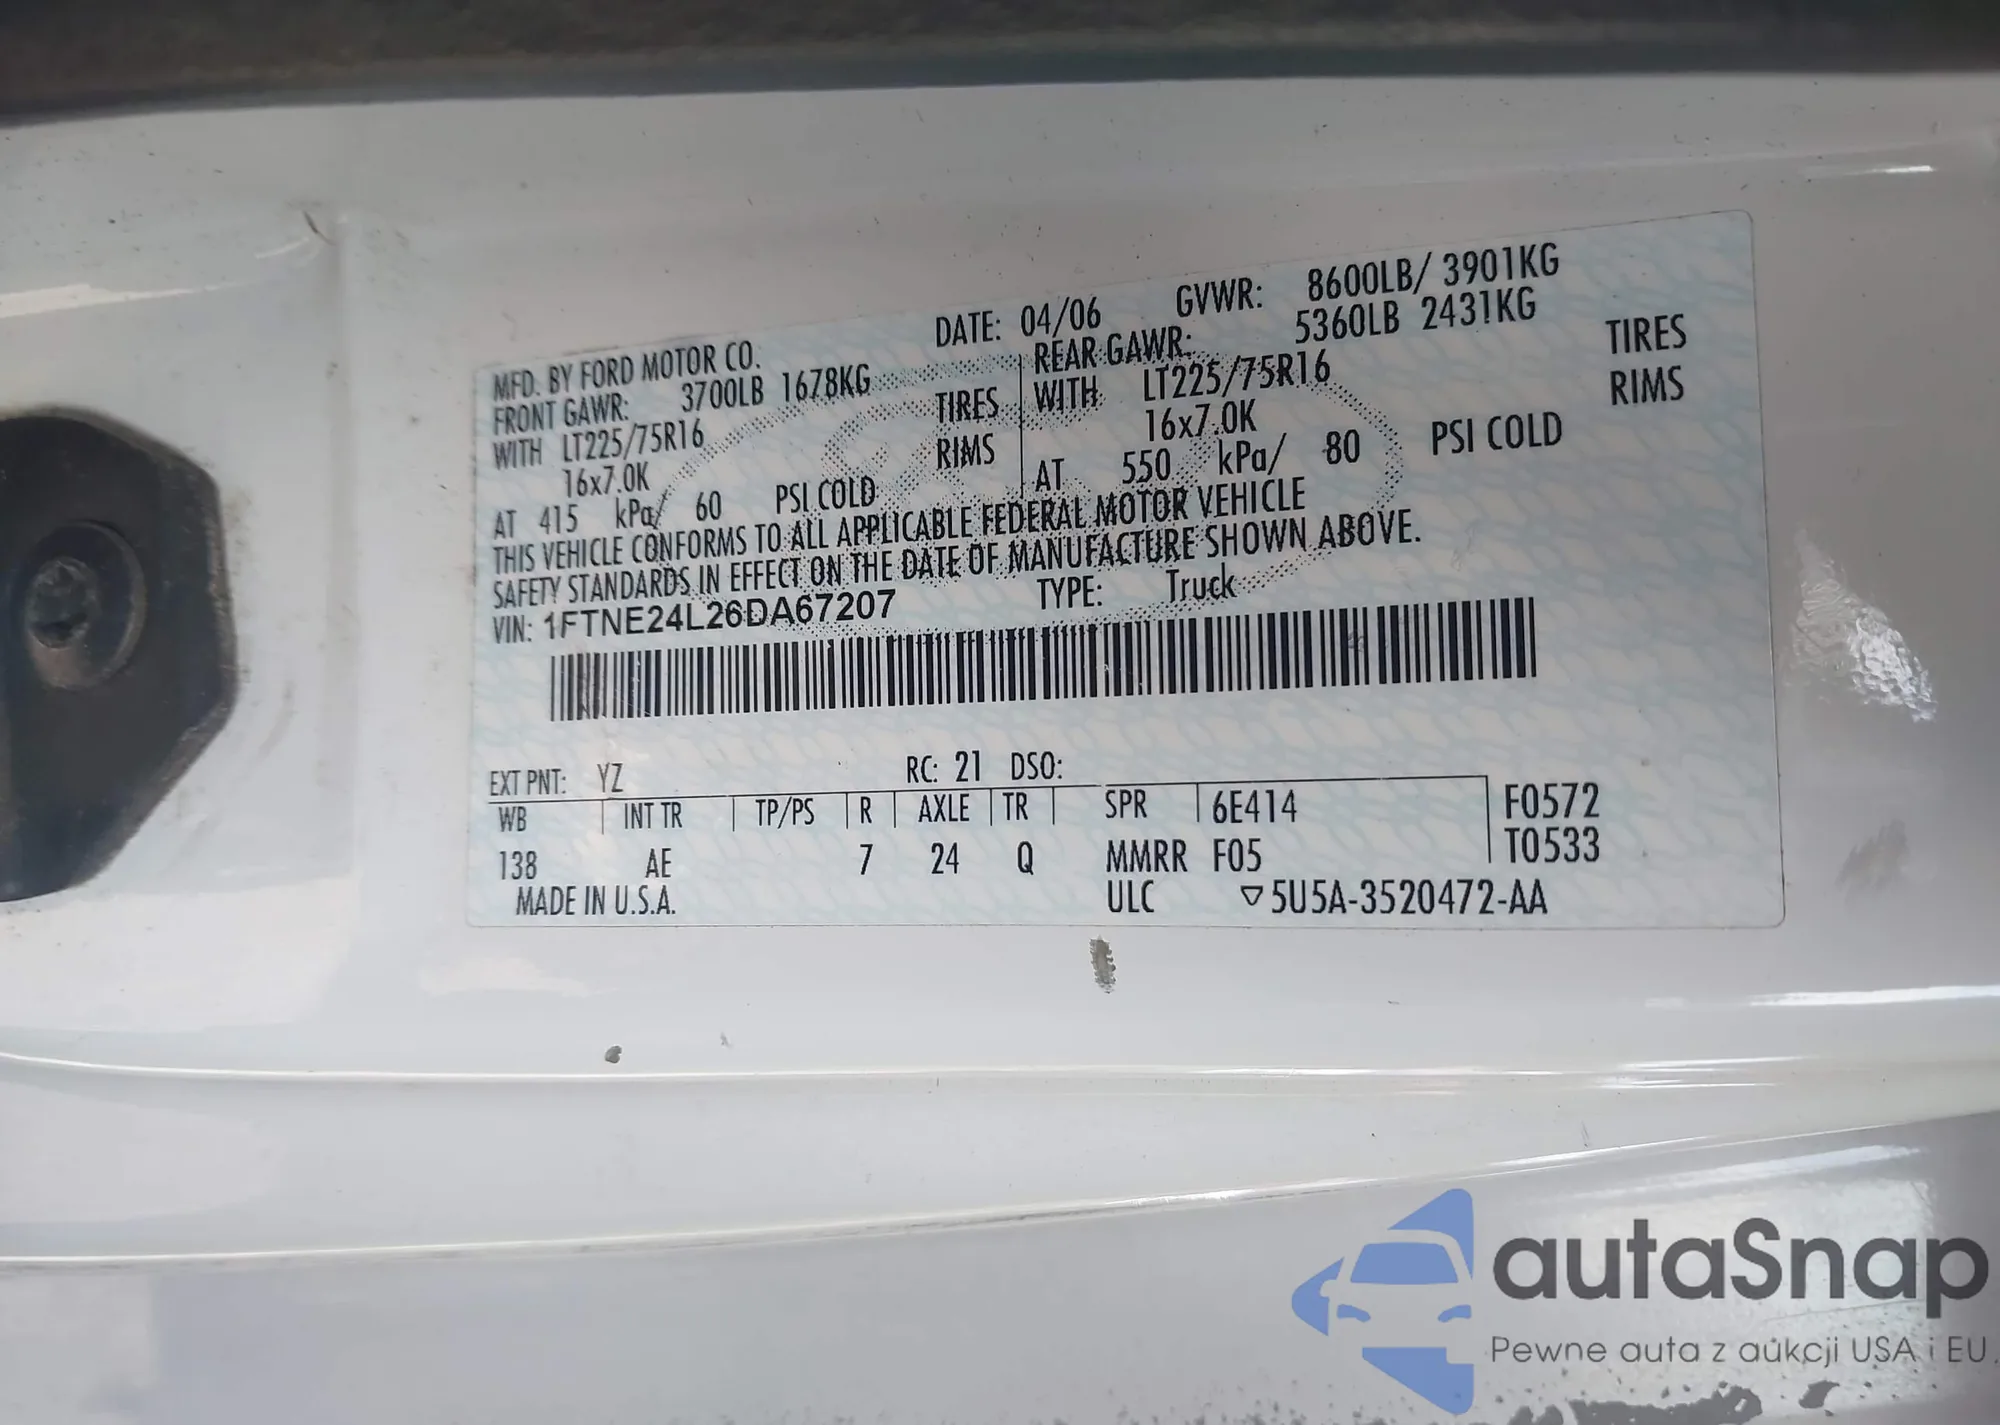 DATE: 04/06 GVWR: 8600LB/ 3901KG
MFD. BY FORD MOTOR CO.
FRONT GAWR: 3700LB 1678KG
WITH LT225/75R16 TIRES
16x7.0K RIMS
AT 415 kPa/ 60 PSI COLD
REAR GAWR: 5360LB 2431KG
WITH LT225/75R16 TIRES
16x7.0K RIMS
AT 550 kPa/ 80 PSI COLD
THIS VEHICLE CONFORMS TO ALL APPLICABLE FEDERAL MOTOR VEHICLE
SAFETY STANDARDS IN EFFECT ON THE DATE OF MANUFACTURE SHOWN ABOVE.
VIN: 1FTNE24L26DA67207 TYPE: Truck
EXT PNT: YZ RC: 21 DSO:
WB INT TR TP/PS R AXLE TR SPR 6E414 F0572
138 AE 7 24 Q MMRR F05 T0533
MADE IN U.S.A. ULC ▽5U5A-3520472-AA
autaSnap
Pewne auta z aukcji USA i EU.